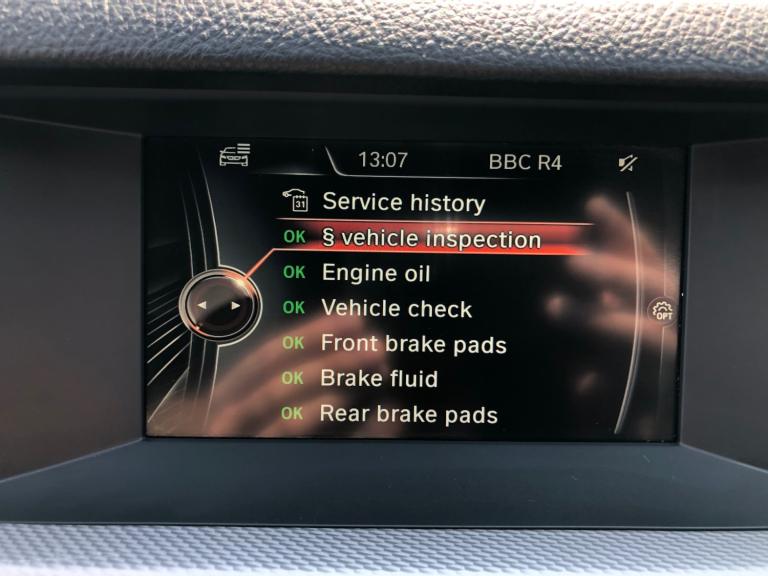 13:07 BBC R4
31 Service history
OK § vehicle inspection
OK Engine oil
OK Vehicle check
OK Front brake pads
OK Brake fluid
OK Rear brake pads
OPT